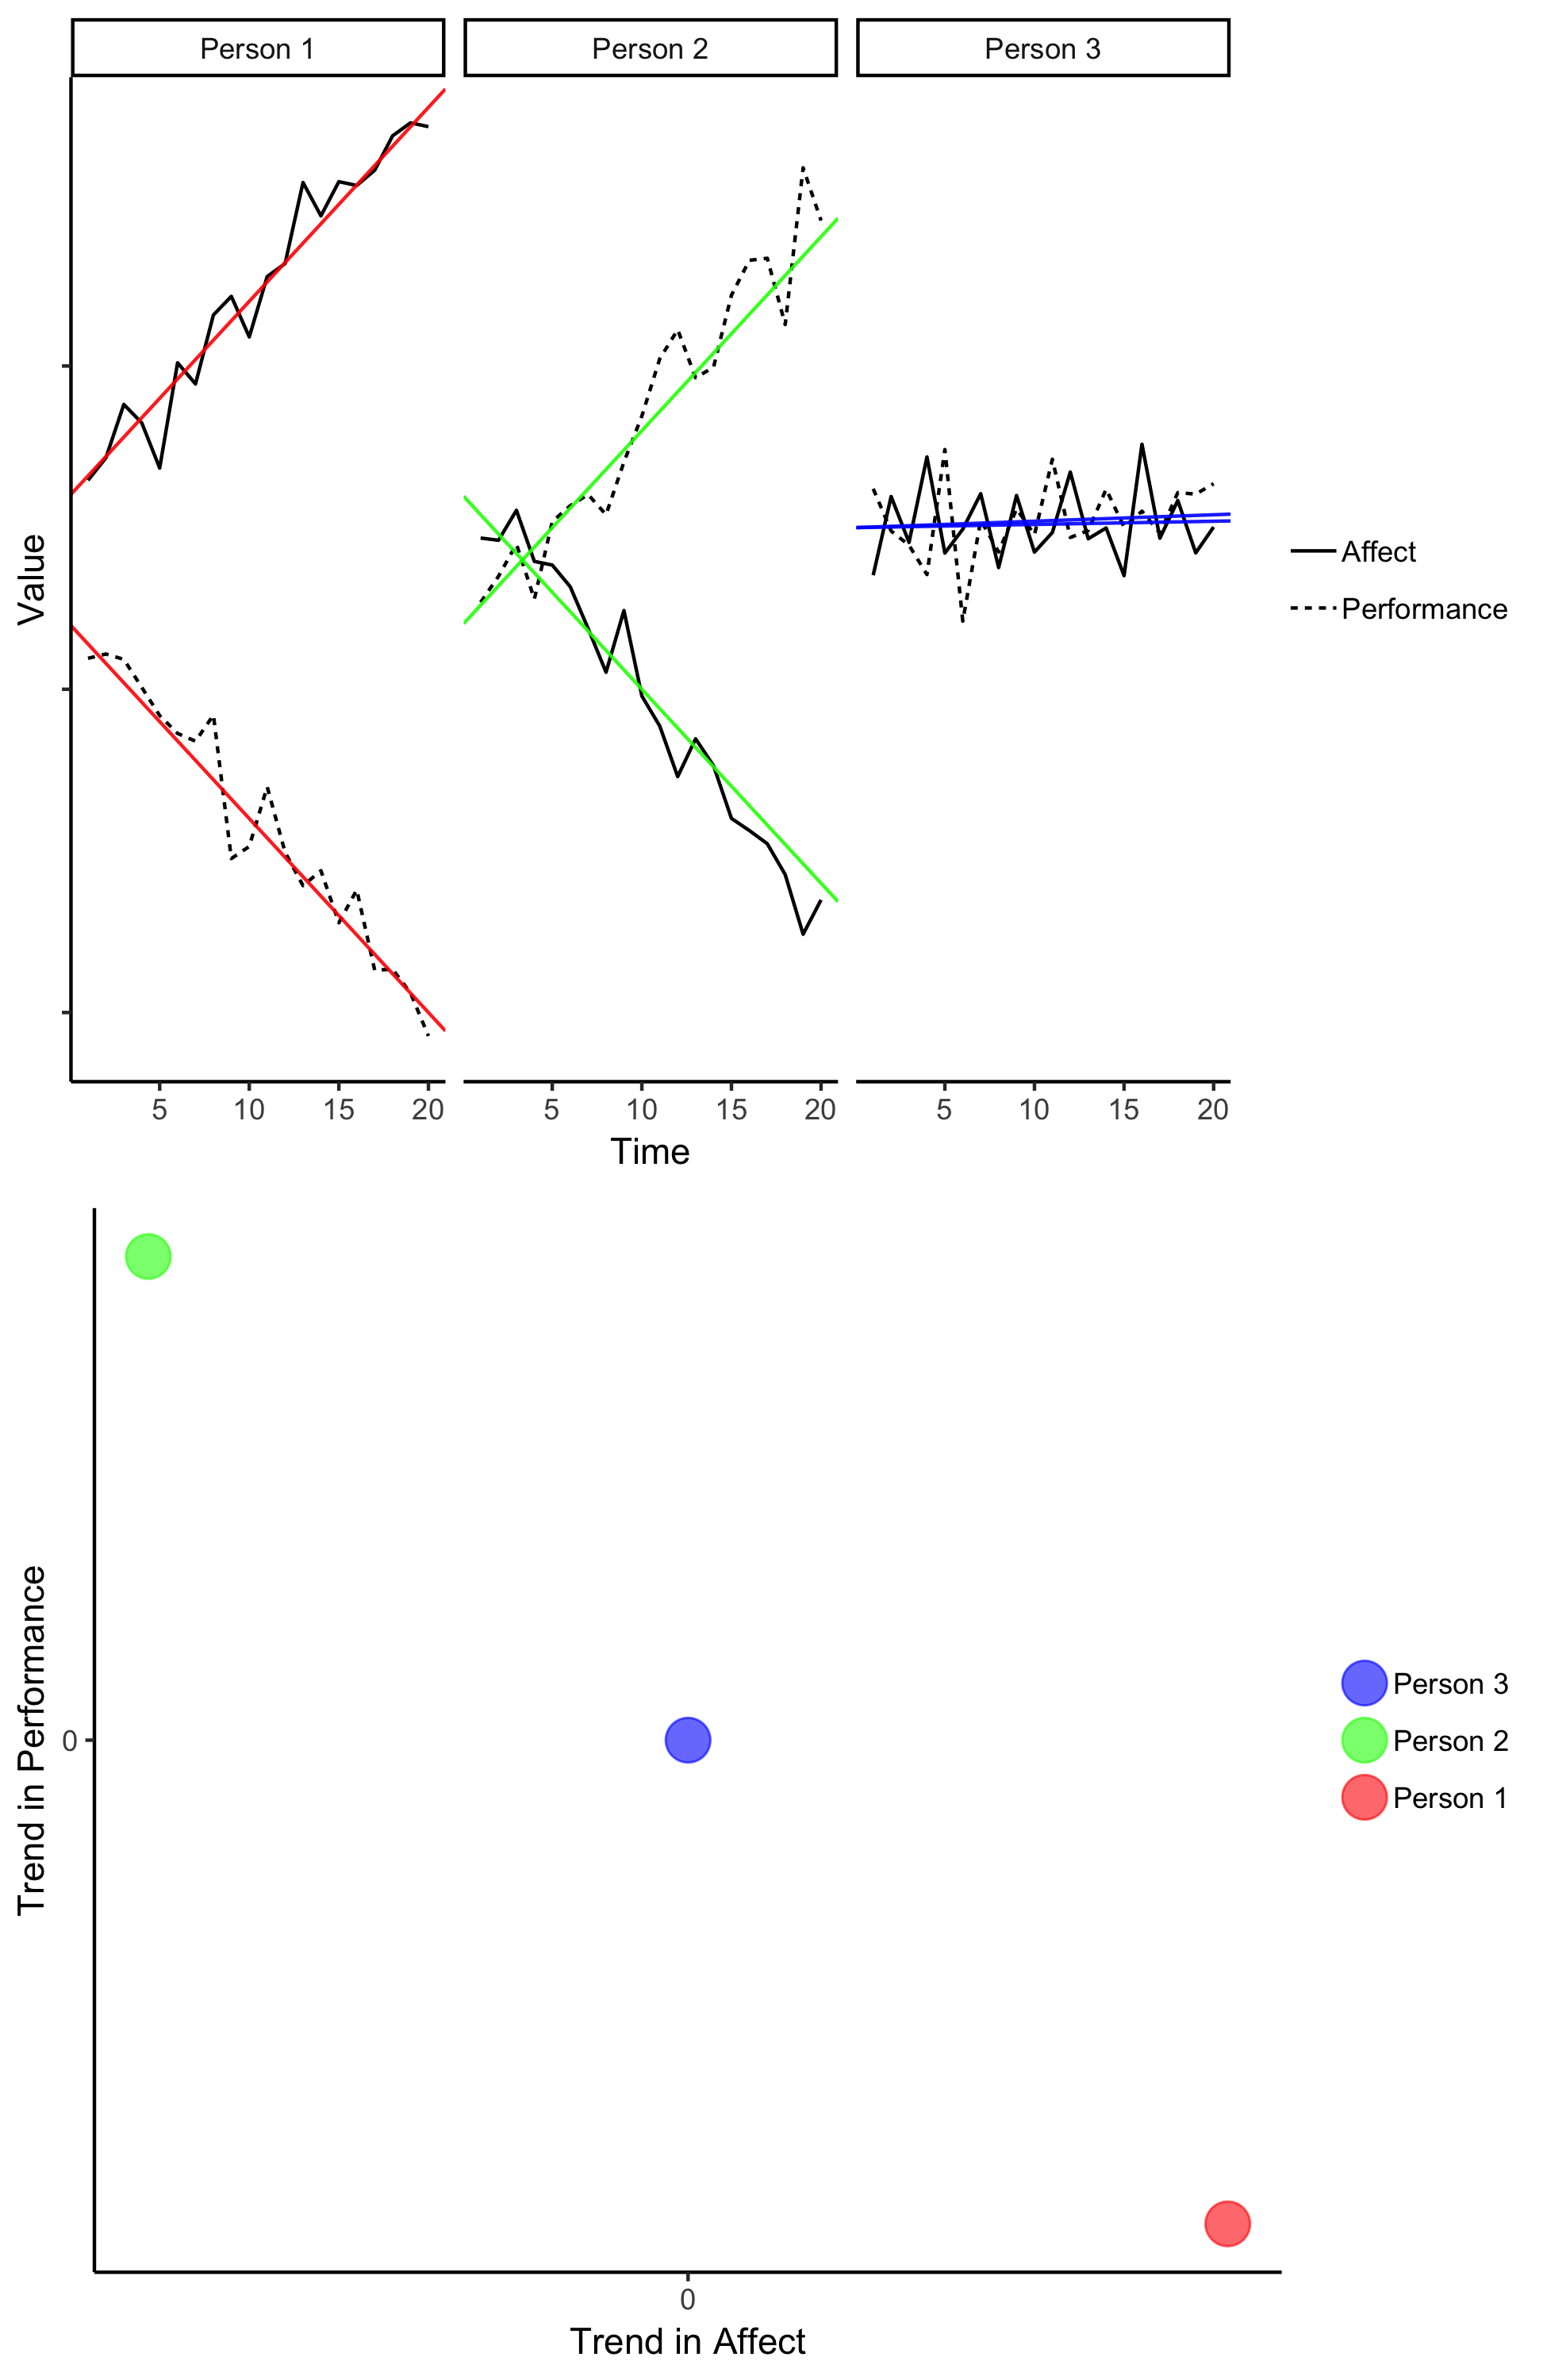 Person 1
Person 2
Person 3
Value
Affect
Performance
5 10 15 20
5 10 15 20
5 10 15 20
Time
Trend in Performance
0
Person 3
Person 2
Person 1
0
Trend in Affect